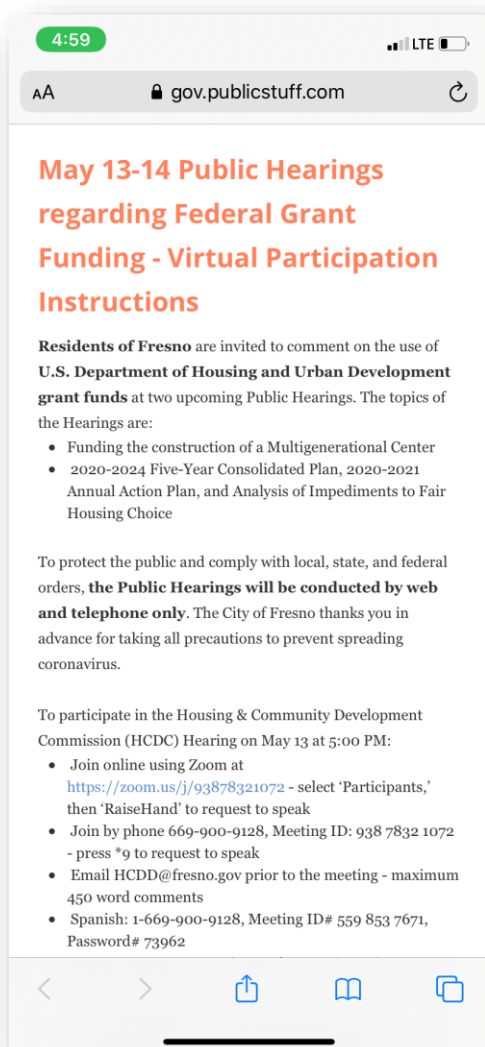 4:59
LTE
AA
gov.publicstuff.com
May 13-14 Public Hearings
regarding Federal Grant
Funding - Virtual Participation
Instructions
Residents of Fresno are invited to comment on the use of
U.S. Department of Housing and Urban Development
grant funds at two upcoming Public Hearings. The topics of
the Hearings are:
• Funding the construction of a Multigenerational Center
• 2020-2024 Five-Year Consolidated Plan, 2020-2021
Annual Action Plan, and Analysis of Impediments to Fair
Housing Choice
To protect the public and comply with local, state, and federal
orders, the Public Hearings will be conducted by web
and telephone only. The City of Fresno thanks you in
advance for taking all precautions to prevent spreading
coronavirus.
To participate in the Housing & Community Development
Commission (HCDC) Hearing on May 13 at 5:00 PM:
• Join online using Zoom at
https://zoom.us/j/93878321072 - select ‘Participants,’
then ‘RaiseHand’ to request to speak
• Join by phone 669-900-9128, Meeting ID: 938 7832 1072
- press *9 to request to speak
• Email HCDD@fresno.gov prior to the meeting - maximum
450 word comments
• Spanish: 1-669-900-9128, Meeting ID# 559 853 7671,
Password# 73962